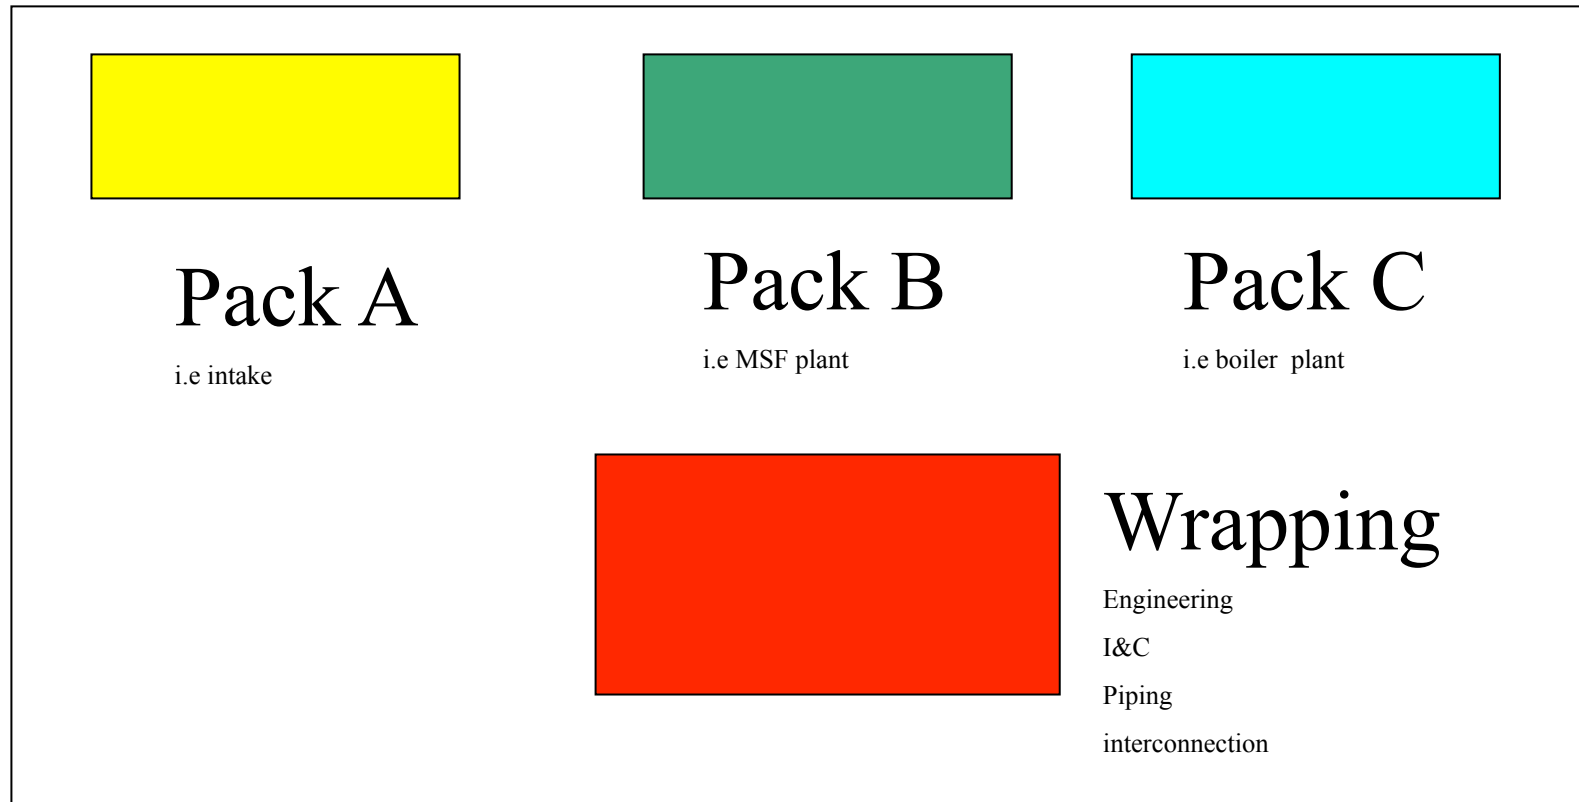 Pack A
i.e intake
Pack B
i.e MSF plant
Pack C
i.e boiler  plant
Wrapping
Engineering
I&C
Piping
interconnection